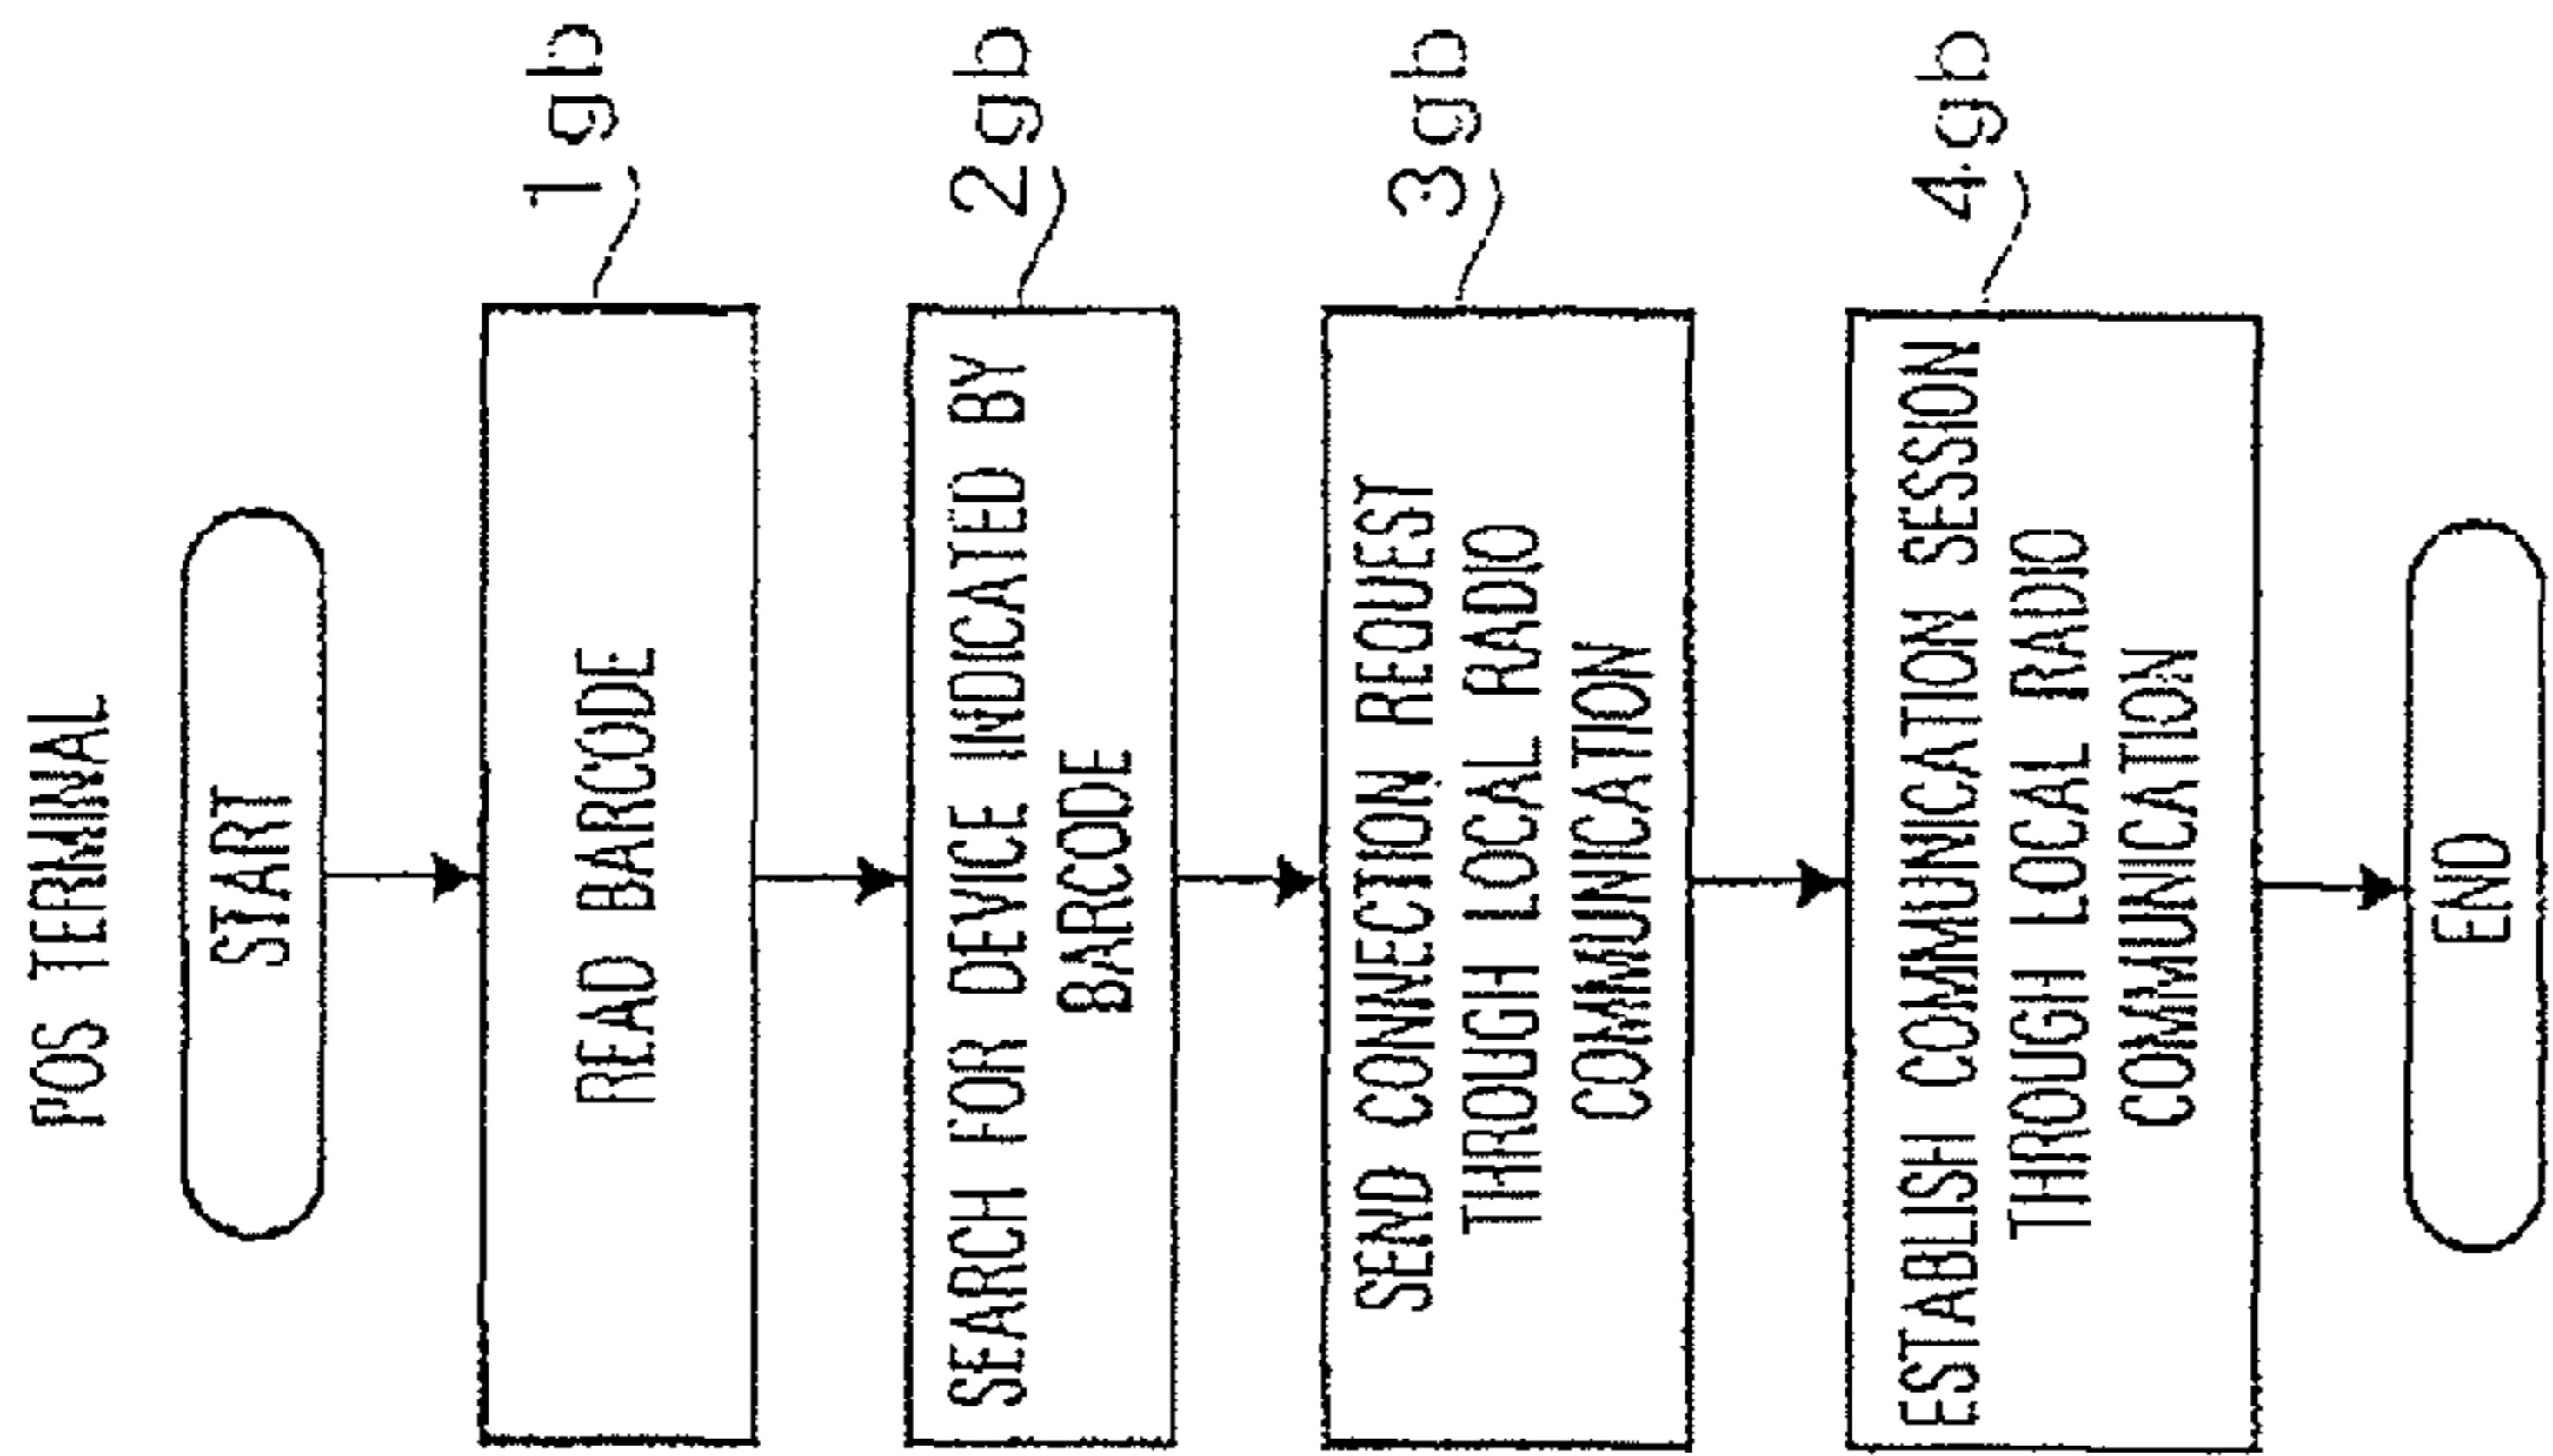 POS TERMINAL
START
1gb
READ BARCODE
2gb
SEARCH FOR DEVICE INDICATED BY
BARCODE
3gb
SEND CONNECTION REQUEST
THROUGH LOCAL RADIO
COMMUNICATION
4gb
ESTABLISH COMMUNICATION SESSION
THROUGH LOCAL RADIO
COMMUNICATION
END